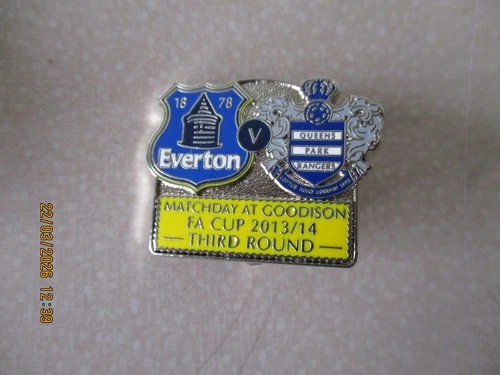 18 78
Everton
V
QUEENS
PARK
RANGERS
MATCHDAY AT GOODISON
FA CUP 2013/14
THIRD ROUND
22/03/2026 12:39